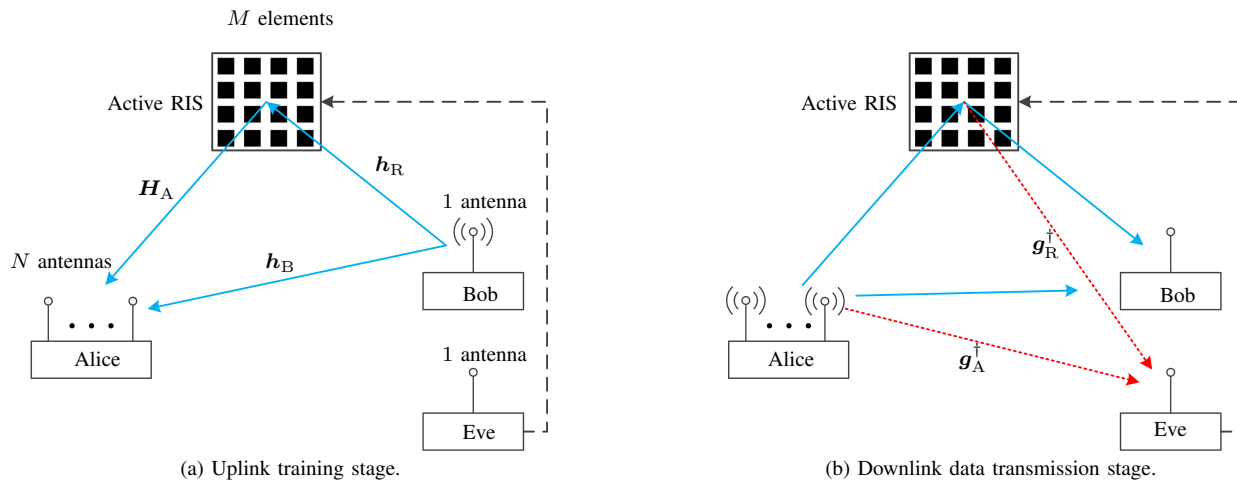 M elements
Active RIS
h_R
H_A
1 antenna
N antennas
h_B
Bob
Alice
1 antenna
Eve
(a) Uplink training stage.
Active RIS
g_R^†
Bob
Alice
g_A^†
Eve
(b) Downlink data transmission stage.